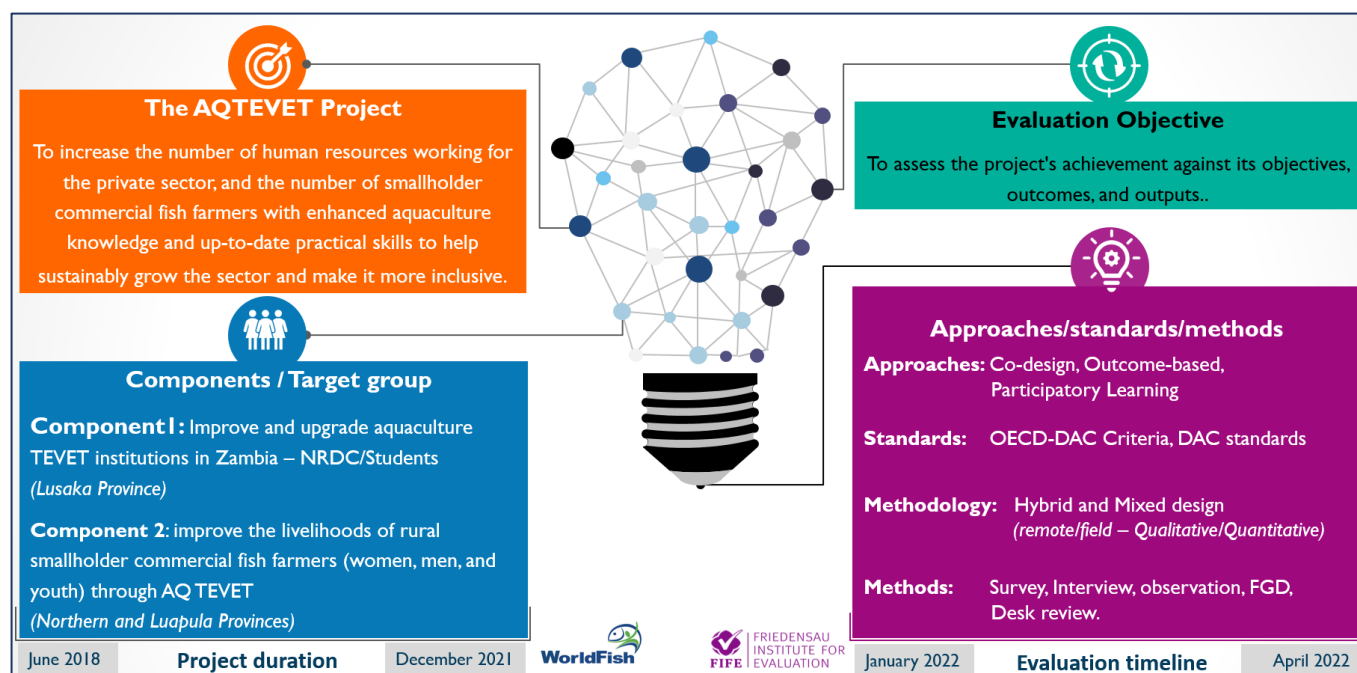 The AQTEVET Project
To increase the number of human resources working for
the private sector, and the number of smallholder
commercial fish farmers with enhanced aquaculture
knowledge and up-to-date practical skills to help
sustainably grow the sector and make it more inclusive.
Components / Target group
Component1: Improve and upgrade aquaculture
TEVET institutions in Zambia – NRDC/Students
(Lusaka Province)
Component 2: improve the livelihoods of rural
smallholder commercial fish farmers (women, men, and
youth) through AQ TEVET
(Northern and Luapula Provinces)
June 2018 Project duration December 2021
WorldFish
FIFE
FRIEDENSAU
INSTITUTE FOR
EVALUATION
Evaluation Objective
To assess the project's achievement against its objectives,
outcomes, and outputs..
Approaches/standards/methods
Approaches: Co-design, Outcome-based,
Participatory Learning
Standards: OECD-DAC Criteria, DAC standards
Methodology: Hybrid and Mixed design
(remote/field – Qualitative/Quantitative)
Methods: Survey, Interview, observation, FGD,
Desk review.
January 2022 Evaluation timeline April 2022